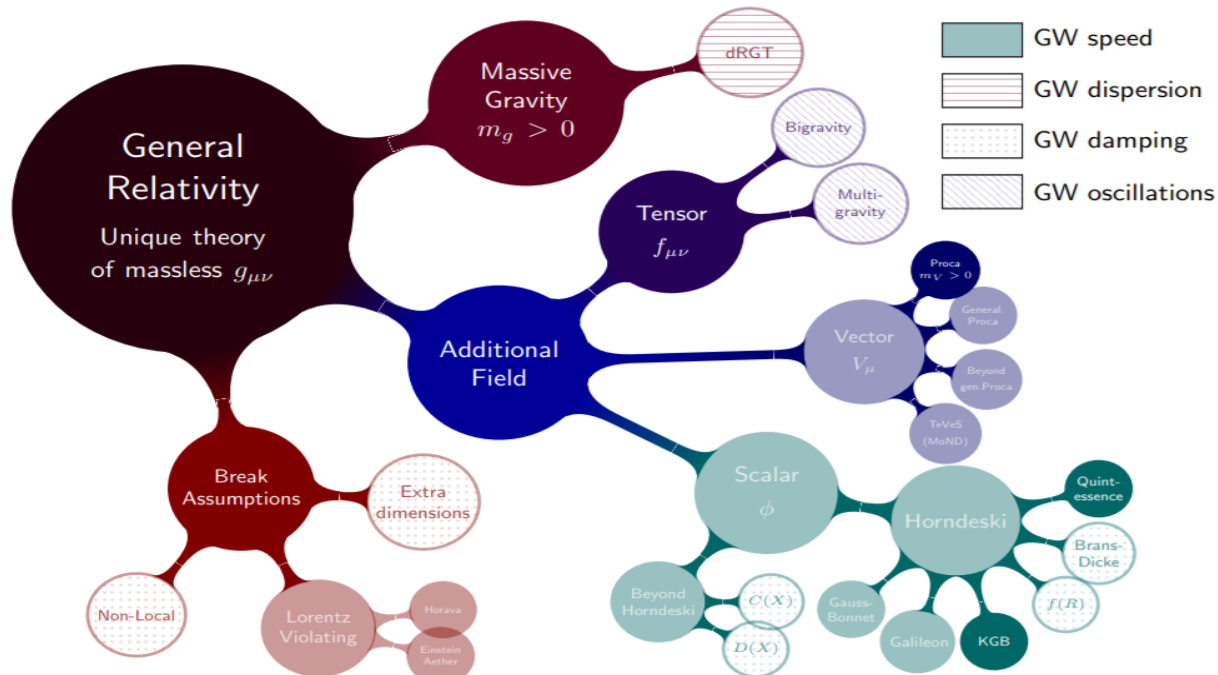 General
Relativity
Unique theory
of massless gμν
Massive
Gravity
mg > 0
dRGT
Bigravity
Multi-
gravity
Tensor
fμν
GW speed
GW dispersion
GW damping
GW oscillations
Additional
Field
Vector
Vμ
Proca
mV > 0
General.
Proca
Beyond
gen.Proca
TeVeS
(MoND)
Break
Assumptions
Extra
dimensions
Non-Local
Lorentz
Violating
Horava
Einstein
Aether
Scalar
ϕ
Beyond
Horndeski
C(X)
D(X)
Horndeski
Quint-
essence
Brans-
Dicke
f(R)
KGB
Galileon
Gauss-
Bonnet